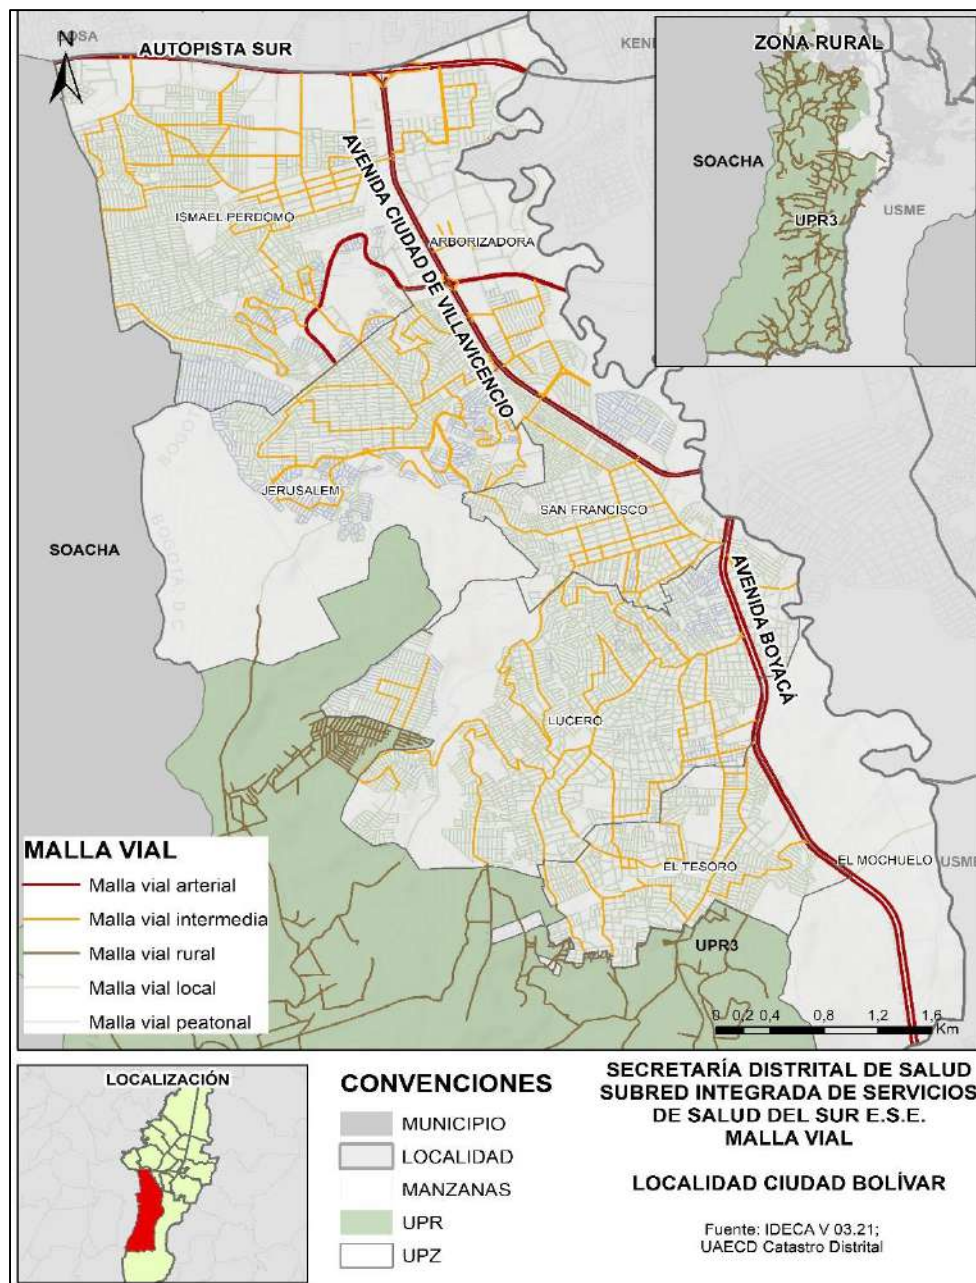 N
BOSA
AUTOPISTA SUR
KEN
ZONA RURAL
SOACHA
UPR3
USME
AVENIDA CIUDAD DE VILLAVICENCIO
ISMAEL PERDOMO
ARBORIZADORA
BOGOTÁ D.C
JERUSALEM
SAN FRANCISCO
SOACHA
AVENIDA BOYACÁ
LUCERO
EL TESORO
EL MOCHUELO
USME
UPR3
MALLA VIAL
Malla vial arterial
Malla vial intermedia
Malla vial rural
Malla vial local
Malla vial peatonal
0 0,2 0,4 0,8 1,2 1,6
Km
LOCALIZACIÓN
CONVENCIONES
MUNICIPIO
LOCALIDAD
MANZANAS
UPR
UPZ
SECRETARÍA DISTRITAL DE SALUD
SUBRED INTEGRADA DE SERVICIOS
DE SALUD DEL SUR E.S.E.
MALLA VIAL
LOCALIDAD CIUDAD BOLÍVAR
Fuente: IDECA V 03.21;
UAECD Catastro Distrital